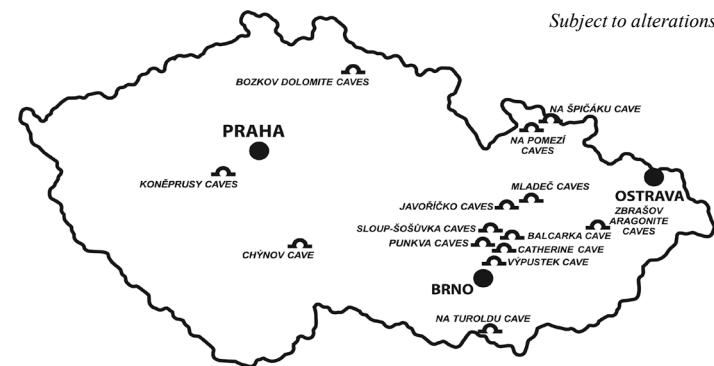 Subject to alterations
BOZKOV DOLOMITE CAVES
NA ŠPIČÁKU CAVE
PRAHA
NA POMEZÍ
CAVES
KONĚPRUSY CAVES
MLADEČ CAVES
OSTRAVA
JAVOŘÍČKO CAVES
ZBRAŠOV
ARAGONITE
CAVES
SLOUP-ŠOŠŮVKA CAVES
BALCARKA CAVE
PUNKVA CAVES
CATHERINE CAVE
CHÝNOV CAVE
VÝPUSTEK CAVE
BRNO
NA TUROLDU CAVE